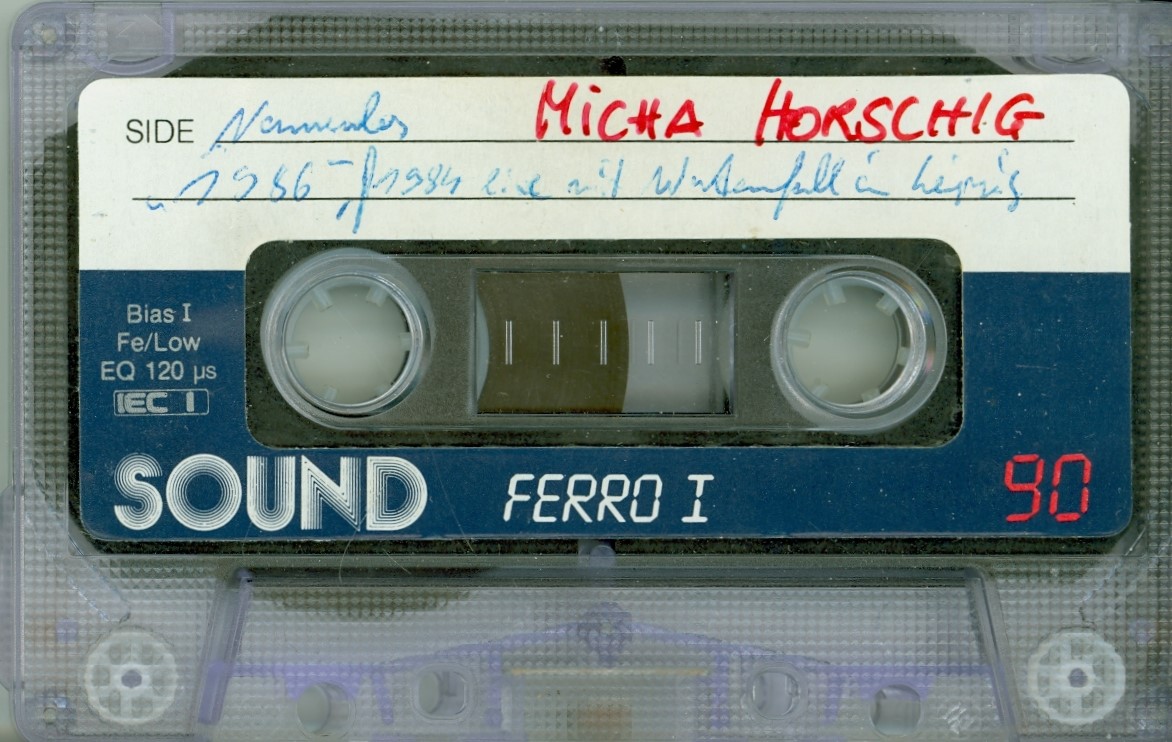 SIDE Namenlos MiCHA HORSCHIG
1986 - 1984 live mit Wutanfall in Leipzig
Bias I
Fe/Low
EQ 120 µs
IEC I
SOUND FERRO I 90